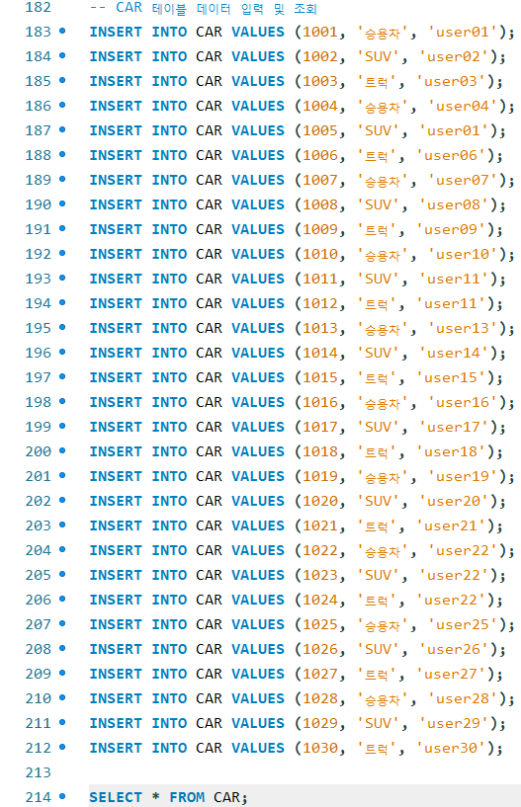 182 -- CAR 테이블 데이터 입력 및 조회
183 INSERT INTO CAR VALUES (1001, '승용차', 'user01');
184 INSERT INTO CAR VALUES (1002, 'SUV', 'user02');
185 INSERT INTO CAR VALUES (1003, '트럭', 'user03');
186 INSERT INTO CAR VALUES (1004, '승용차', 'user04');
187 INSERT INTO CAR VALUES (1005, 'SUV', 'user01');
188 INSERT INTO CAR VALUES (1006, '트럭', 'user06');
189 INSERT INTO CAR VALUES (1007, '승용차', 'user07');
190 INSERT INTO CAR VALUES (1008, 'SUV', 'user08');
191 INSERT INTO CAR VALUES (1009, '트럭', 'user09');
192 INSERT INTO CAR VALUES (1010, '승용차', 'user10');
193 INSERT INTO CAR VALUES (1011, 'SUV', 'user11');
194 INSERT INTO CAR VALUES (1012, '트럭', 'user11');
195 INSERT INTO CAR VALUES (1013, '승용차', 'user13');
196 INSERT INTO CAR VALUES (1014, 'SUV', 'user14');
197 INSERT INTO CAR VALUES (1015, '트럭', 'user15');
198 INSERT INTO CAR VALUES (1016, '승용차', 'user16');
199 INSERT INTO CAR VALUES (1017, 'SUV', 'user17');
200 INSERT INTO CAR VALUES (1018, '트럭', 'user18');
201 INSERT INTO CAR VALUES (1019, '승용차', 'user19');
202 INSERT INTO CAR VALUES (1020, 'SUV', 'user20');
203 INSERT INTO CAR VALUES (1021, '트럭', 'user21');
204 INSERT INTO CAR VALUES (1022, '승용차', 'user22');
205 INSERT INTO CAR VALUES (1023, 'SUV', 'user22');
206 INSERT INTO CAR VALUES (1024, '트럭', 'user22');
207 INSERT INTO CAR VALUES (1025, '승용차', 'user25');
208 INSERT INTO CAR VALUES (1026, 'SUV', 'user26');
209 INSERT INTO CAR VALUES (1027, '트럭', 'user27');
210 INSERT INTO CAR VALUES (1028, '승용차', 'user28');
211 INSERT INTO CAR VALUES (1029, 'SUV', 'user29');
212 INSERT INTO CAR VALUES (1030, '트럭', 'user30');
213
214 SELECT * FROM CAR;